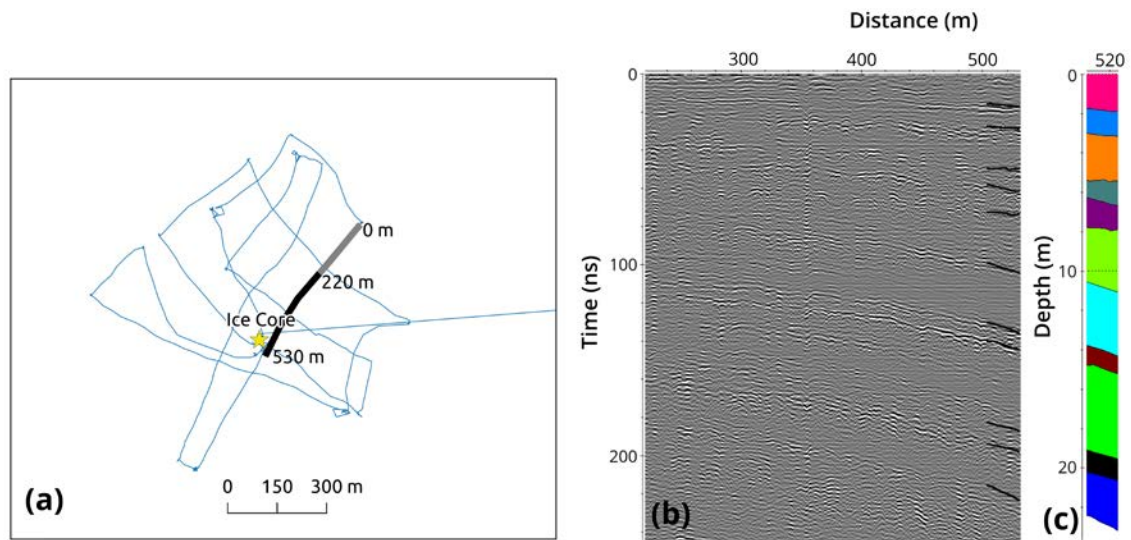 0 m
220 m
Ice Core
530 m
0 150 300 m
(a)
Distance (m)
300 400 500
Time (ns)
0
100
200
(b)
520
Depth (m)
0
10
20
(c)